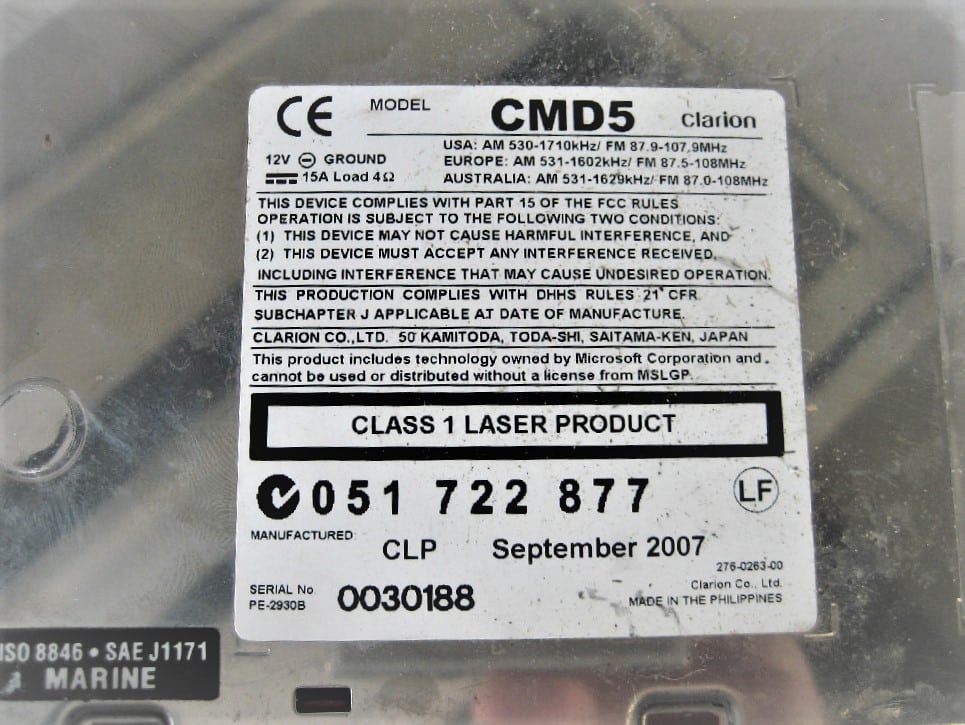 CE MODEL CMD5 clarion
USA: AM 530-1710kHz/ FM 87.9-107.9MHz
EUROPE: AM 531-1602kHz/ FM 87.5-108MHz
AUSTRALIA: AM 531-1629kHz/ FM 87.0-108MHz
12V ⊖ GROUND
15A Load 4Ω
THIS DEVICE COMPLIES WITH PART 15 OF THE FCC RULES
OPERATION IS SUBJECT TO THE FOLLOWING TWO CONDITIONS:
(1) THIS DEVICE MAY NOT CAUSE HARMFUL INTERFERENCE, AND
(2) THIS DEVICE MUST ACCEPT ANY INTERFERENCE RECEIVED,
INCLUDING INTERFERENCE THAT MAY CAUSE UNDESIRED OPERATION.
THIS PRODUCTION COMPLIES WITH DHHS RULES 21 CFR
SUBCHAPTER J APPLICABLE AT DATE OF MANUFACTURE.
CLARION CO.,LTD. 50 KAMITODA, TODA-SHI, SAITAMA-KEN, JAPAN
This product includes technology owned by Microsoft Corporation and
cannot be used or distributed without a license from MSLGP.
CLASS 1 LASER PRODUCT
051 722 877 LF
MANUFACTURED:
CLP September 2007
276-0263-00
SERIAL No. 0030188
PE-2930B
Clarion Co., Ltd.
MADE IN THE PHILIPPINES
ISO 8846 • SAE J1171
MARINE